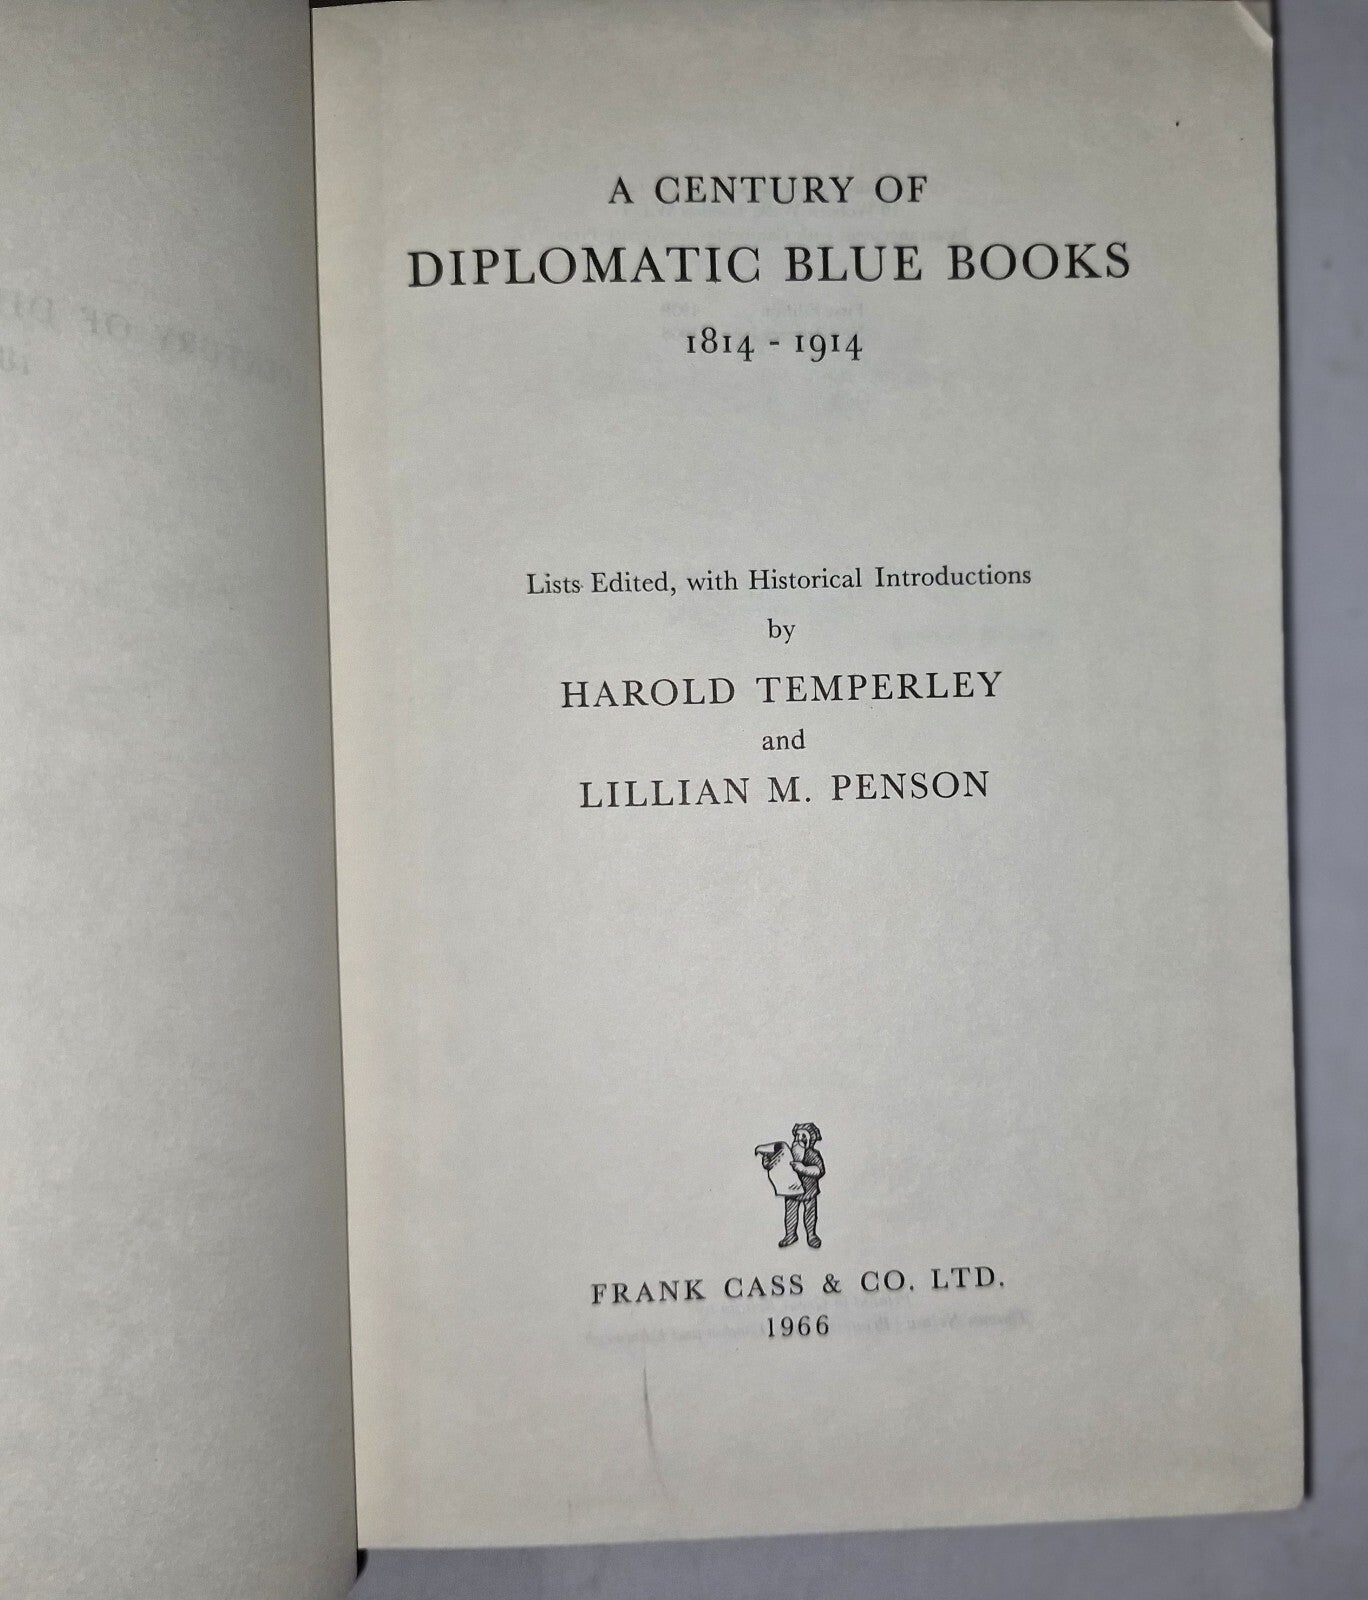 A CENTURY OF
DIPLOMATIC BLUE BOOKS
1814 - 1914
Lists Edited, with Historical Introductions
by
HAROLD TEMPERLEY
and
LILLIAN M. PENSON
FRANK CASS & CO. LTD.
1966